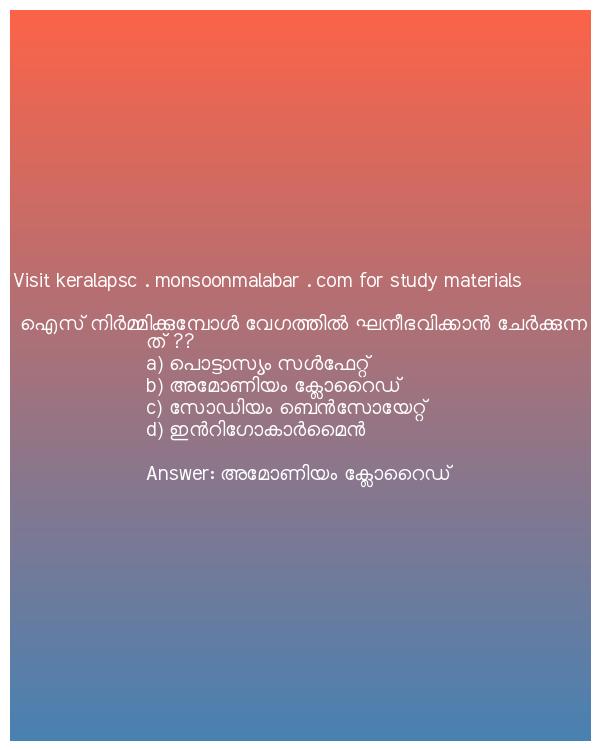 Visit keralapsc . monsoonmalabar . com for study materials
ഐസ് നിർമ്മിക്കുമ്പോൾ വേഗത്തിൽ ഘനീഭവിക്കാൻ ചേർക്കുന്ന
ത് ??
a) പൊട്ടാസ്യം സൾഫേറ്റ്
b) അമോണിയം ക്ലോറൈഡ്
c) സോഡിയം ബെൻസോയേറ്റ്
d) ഇൻറിഗോകാർമൈൻ
Answer: അമോണിയം ക്ലോറൈഡ്